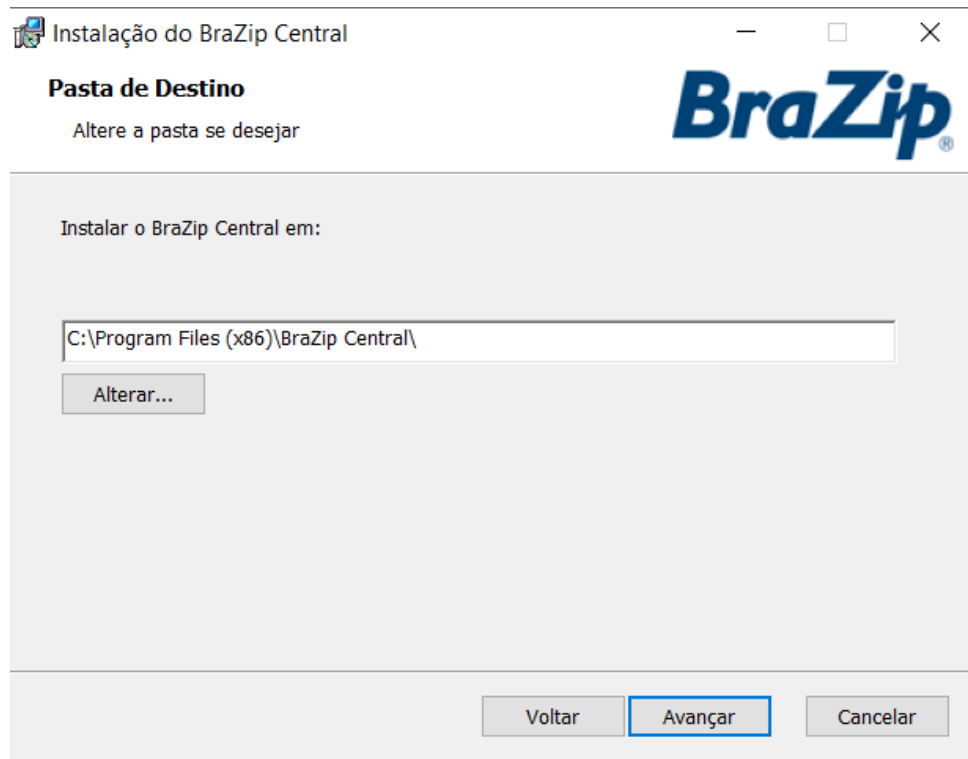 Instalação do BraZip Central
Pasta de Destino
Altere a pasta se desejar
BraZip®
Instalar o BraZip Central em:
C:\Program Files (x86)\BraZip Central\
Alterar...
Voltar
Avançar
Cancelar